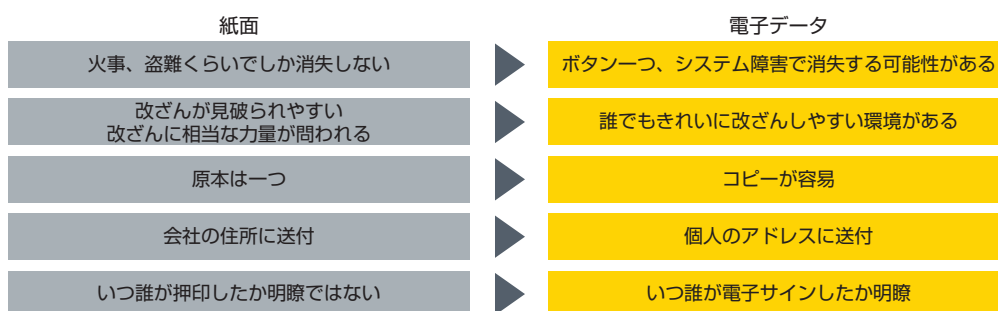 紙面
電子データ
火事、盗難くらいでしか消失しない
ボタン一つ、システム障害で消失する可能性がある
改ざんが見破られやすい
改ざんに相当な力量が問われる
誰でもきれいに改ざんしやすい環境がある
原本は一つ
コピーが容易
会社の住所に送付
個人のアドレスに送付
いつ誰が押印したか明瞭ではない
いつ誰が電子サインしたか明瞭